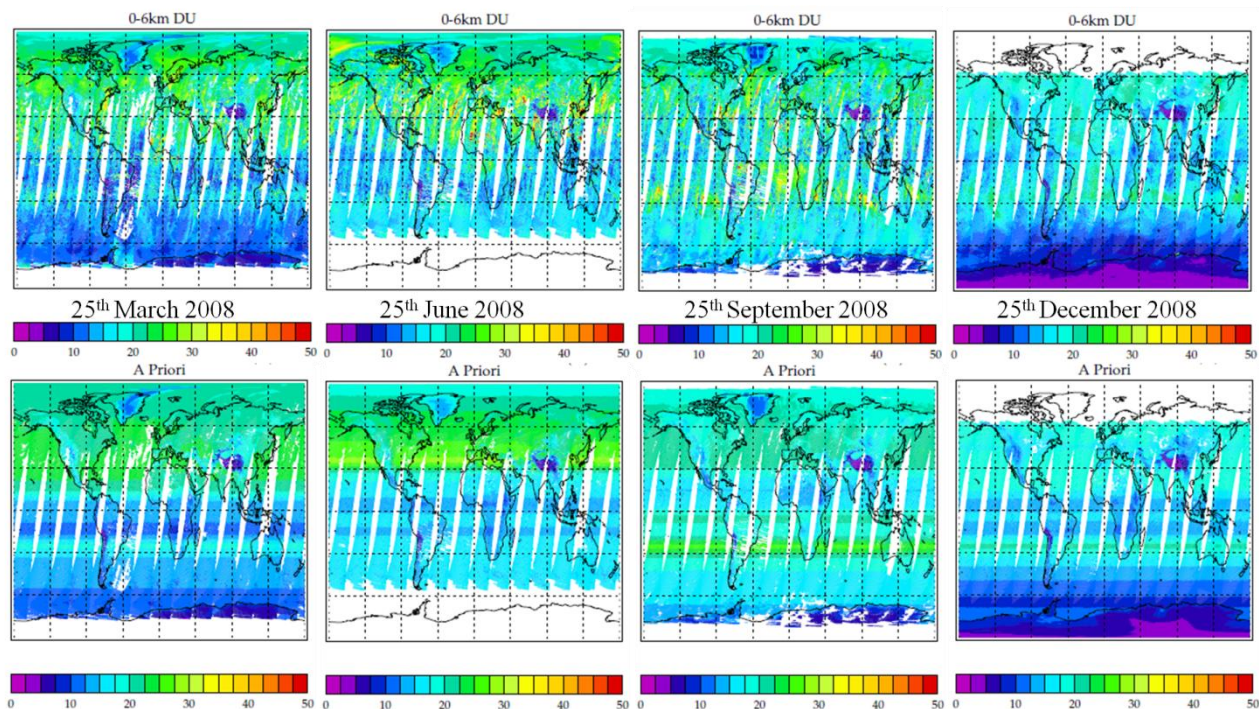 0-6km DU 0-6km DU 0-6km DU 0-6km DU
25th March 2008 25th June 2008 25th September 2008 25th December 2008
0 10 20 30 40 50 0 10 20 30 40 50 0 10 20 30 40 50 0 10 20 30 40 50
A Priori A Priori A Priori A Priori
0 10 20 30 40 50 0 10 20 30 40 50 0 10 20 30 40 50 0 10 20 30 40 50